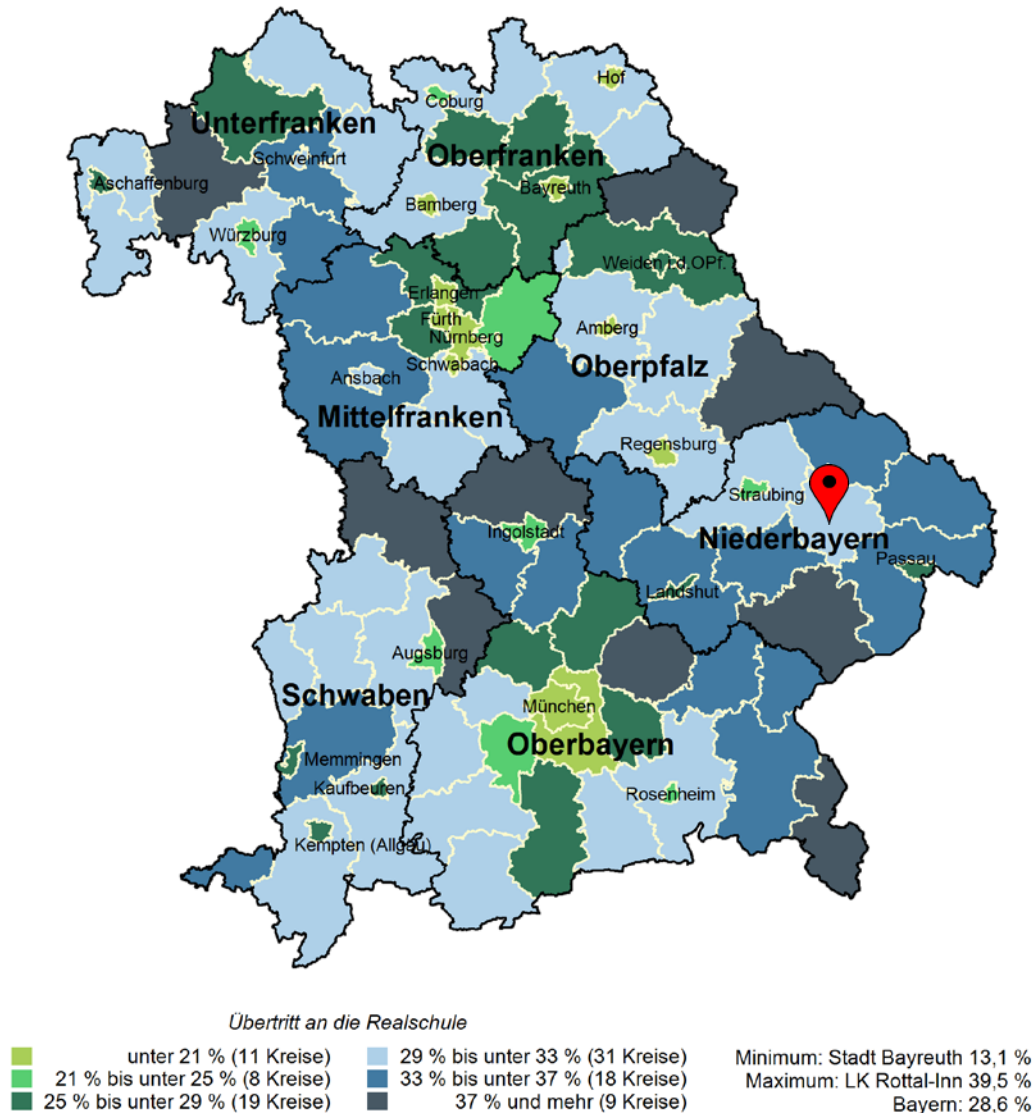 Hof
Coburg
Unterfranken
Schweinfurt
Oberfranken
Aschaffenburg
Bayreuth
Bamberg
Würzburg
Weiden i.d.OPf.
Erlangen
Fürth
Nürnberg
Amberg
Schwabach
Oberpfalz
Ansbach
Mittelfranken
Regensburg
Straubing
Ingolstadt
Niederbayern
Passau
Landshut
Augsburg
Schwaben
München
Oberbayern
Memmingen
Kaufbeuren
Rosenheim
Kempten (Allgäu)
Übertritt an die Realschule
unter 21 % (11 Kreise)
21 % bis unter 25 % (8 Kreise)
25 % bis unter 29 % (19 Kreise)
29 % bis unter 33 % (31 Kreise)
33 % bis unter 37 % (18 Kreise)
37 % und mehr (9 Kreise)
Minimum: Stadt Bayreuth 13,1 %
Maximum: LK Rottal-Inn 39,5 %
Bayern: 28,6 %